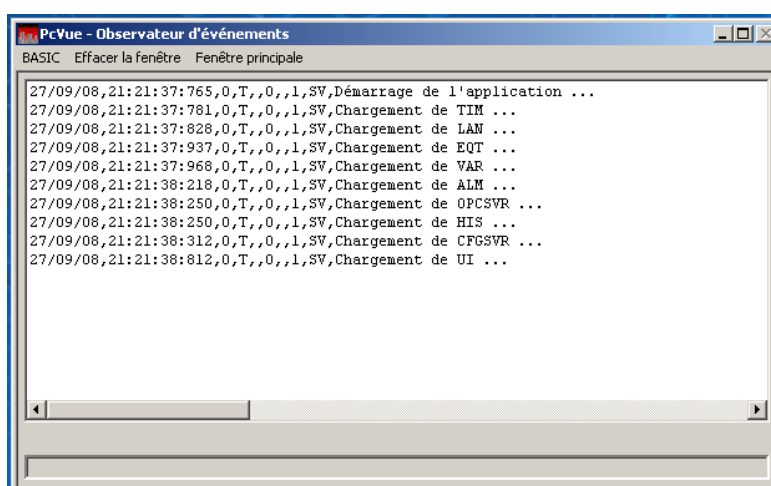 PcVue - Observateur d'événements
BASIC Effacer la fenêtre Fenêtre principale
27/09/08,21:21:37:765,0,T,,0,,1,SV,Démarrage de l'application ...
27/09/08,21:21:37:781,0,T,,0,,1,SV,Chargement de TIM ...
27/09/08,21:21:37:828,0,T,,0,,1,SV,Chargement de LAN ...
27/09/08,21:21:37:937,0,T,,0,,1,SV,Chargement de EQT ...
27/09/08,21:21:37:968,0,T,,0,,1,SV,Chargement de VAR ...
27/09/08,21:21:38:218,0,T,,0,,1,SV,Chargement de ALM ...
27/09/08,21:21:38:250,0,T,,0,,1,SV,Chargement de OPCSVR ...
27/09/08,21:21:38:250,0,T,,0,,1,SV,Chargement de HIS ...
27/09/08,21:21:38:312,0,T,,0,,1,SV,Chargement de CFGSVR ...
27/09/08,21:21:38:812,0,T,,0,,1,SV,Chargement de UI ...